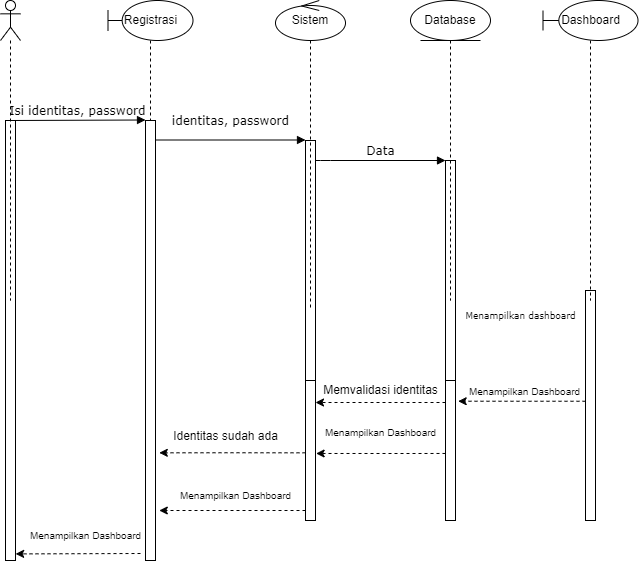 Registrasi
Sistem
Database
Dashboard
Isi identitas, password
identitas, password
Data
Menampilkan dashboard
Memvalidasi identitas
Menampilkan Dashboard
Identitas sudah ada
Menampilkan Dashboard
Menampilkan Dashboard
Menampilkan Dashboard